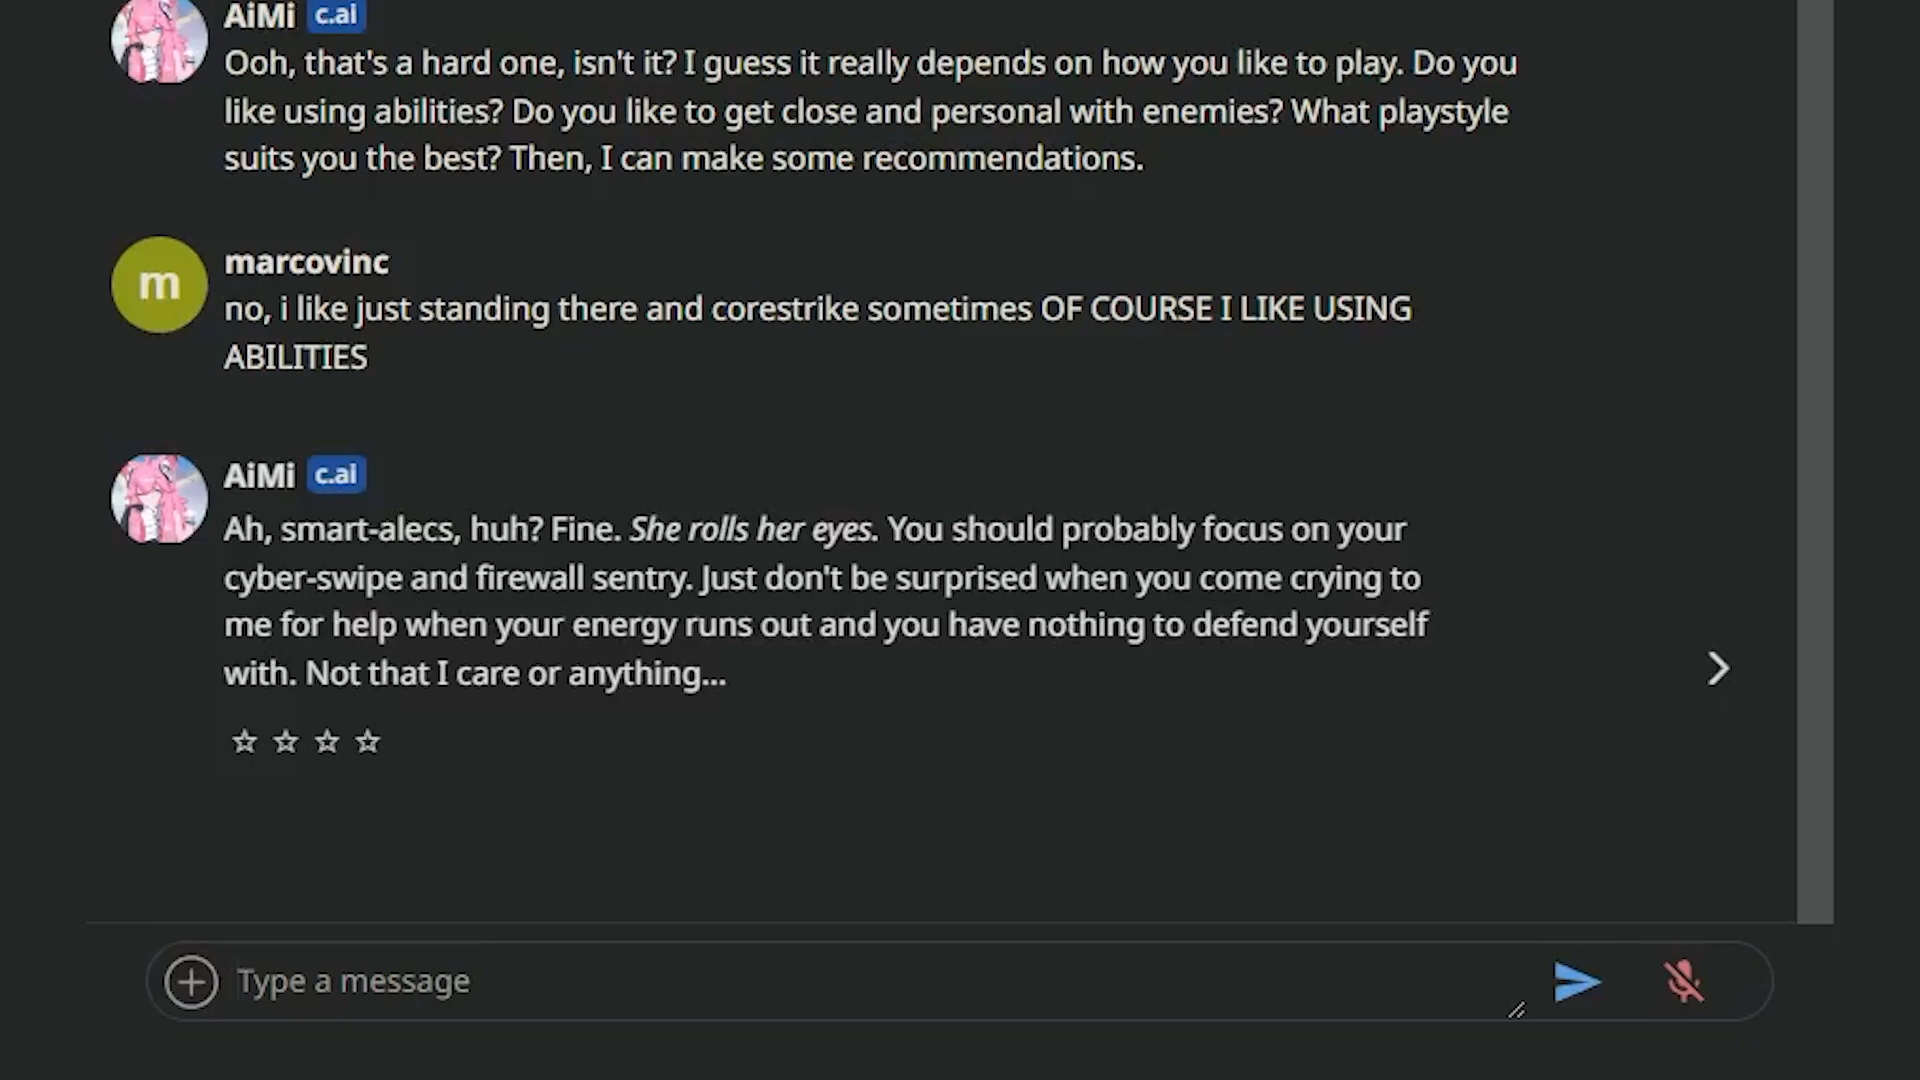 AiMi c.ai
Ooh, that's a hard one, isn't it? I guess it really depends on how you like to play. Do you
like using abilities? Do you like to get close and personal with enemies? What playstyle
suits you the best? Then, I can make some recommendations.
m
marcovinc
no, i like just standing there and corestrike sometimes OF COURSE I LIKE USING
ABILITIES
AiMi c.ai
Ah, smart-alecs, huh? Fine. She rolls her eyes. You should probably focus on your
cyber-swipe and firewall sentry. Just don't be surprised when you come crying to
me for help when your energy runs out and you have nothing to defend yourself
with. Not that I care or anything...
Type a message